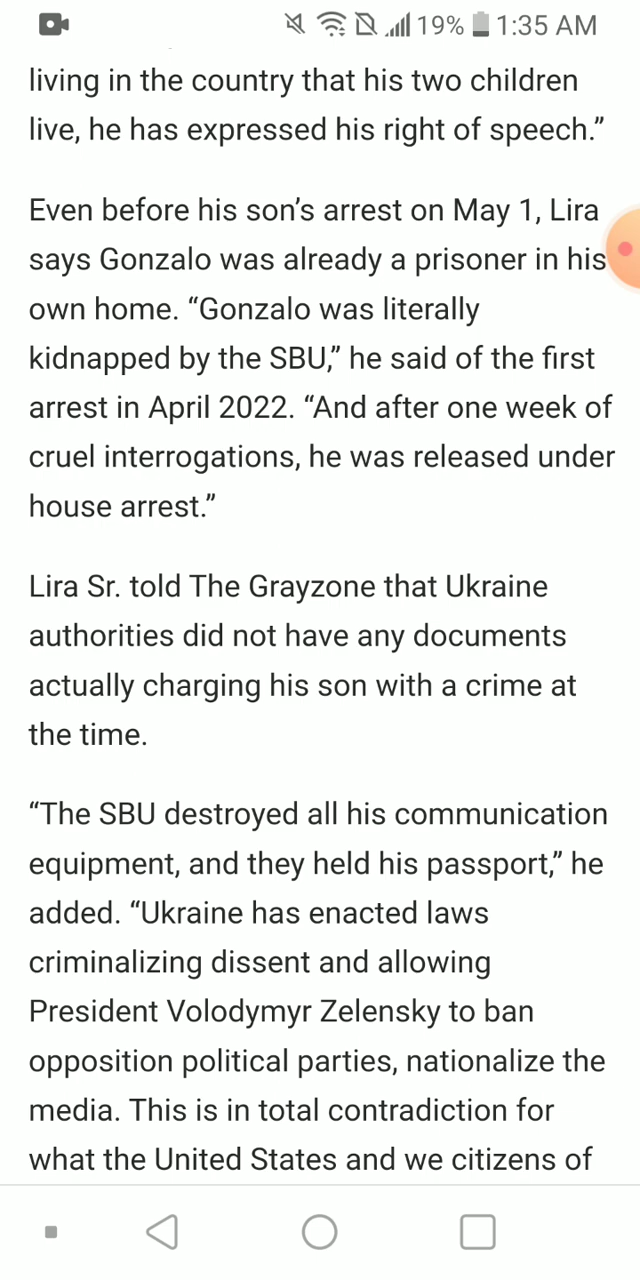 19% 1:35 AM
living in the country that his two children
live, he has expressed his right of speech.”
Even before his son’s arrest on May 1, Lira
says Gonzalo was already a prisoner in his
own home. “Gonzalo was literally
kidnapped by the SBU,” he said of the first
arrest in April 2022. “And after one week of
cruel interrogations, he was released under
house arrest.”
Lira Sr. told The Grayzone that Ukraine
authorities did not have any documents
actually charging his son with a crime at
the time.
“The SBU destroyed all his communication
equipment, and they held his passport,” he
added. “Ukraine has enacted laws
criminalizing dissent and allowing
President Volodymyr Zelensky to ban
opposition political parties, nationalize the
media. This is in total contradiction for
what the United States and we citizens of